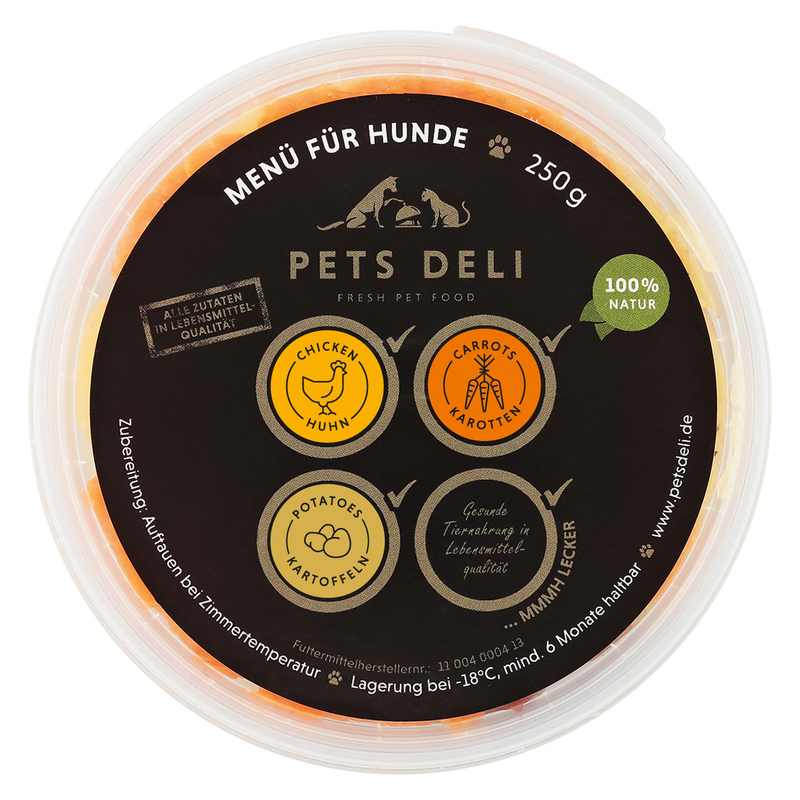 MENÜ FÜR HUNDE 250g
PETS DELI
FRESH PET FOOD
ALLE ZUTATEN
IN LEBENSMITTEL-
QUALITÄT
100%
NATUR
CHICKEN
HUHN
CARROTS
KAROTTEN
POTATOES
KARTOFFELN
Gesunde
Tiernahrung in
Lebensmittel-
qualität
... MMMH LECKER
Futtermittelherstellernr.: 11 004 0004 13
Zubereitung: Auftauen bei Zimmertemperatur Lagerung bei -18°C, mind. 6 Monate haltbar www.petsdeli.de